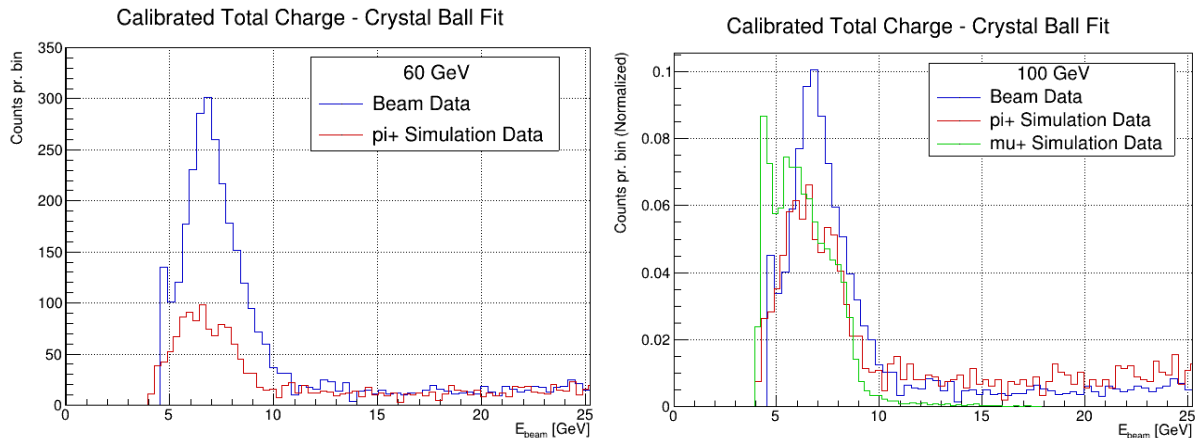 Calibrated Total Charge - Crystal Ball Fit
Counts pr. bin
350
300
250
200
150
100
50
0
60 GeV
Beam Data
pi+ Simulation Data
0 5 10 15 20 25
E_beam [GeV]
Calibrated Total Charge - Crystal Ball Fit
Counts pr. bin (Normalized)
0.1
0.08
0.06
0.04
0.02
0
100 GeV
Beam Data
pi+ Simulation Data
mu+ Simulation Data
0 5 10 15 20 25
E_beam [GeV]